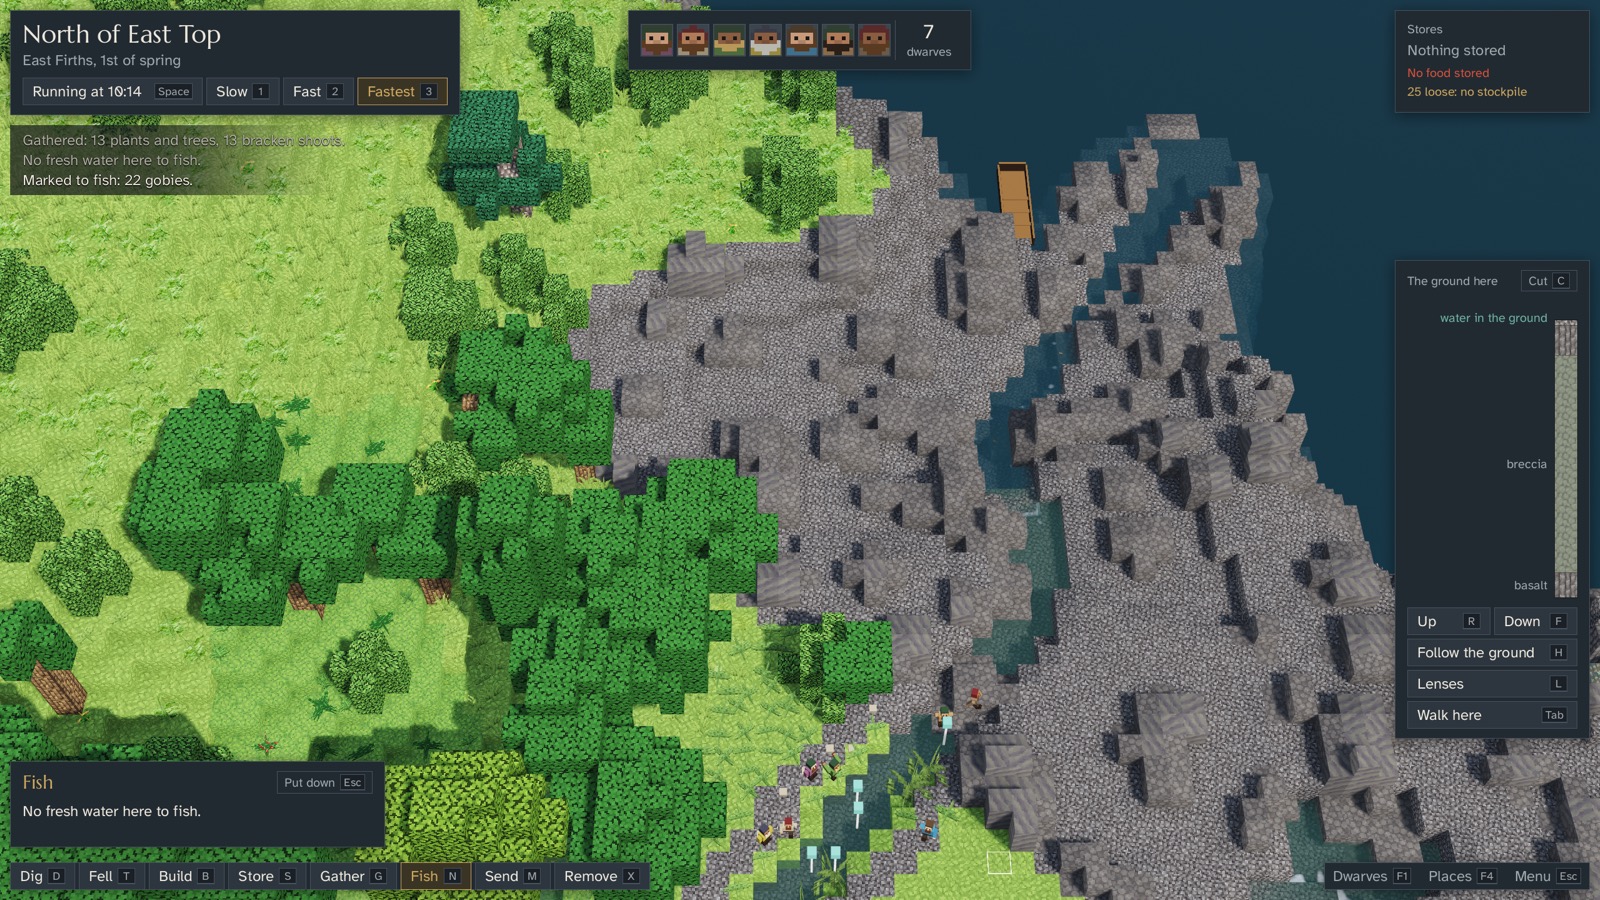 North of East Top
East Firths, 1st of spring
Running at 10:14 Space
Slow 1
Fast 2
Fastest 3
Gathered: 13 plants and trees, 13 bracken shoots.
No fresh water here to fish.
Marked to fish: 22 gobies.
7
dwarves
Stores
Nothing stored
No food stored
25 loose: no stockpile
The ground here
Cut C
water in the ground
breccia
basalt
Up R
Down F
Follow the ground H
Lenses L
Walk here Tab
Fish
Put down Esc
No fresh water here to fish.
Dig D
Fell T
Build B
Store S
Gather G
Fish N
Send M
Remove X
Dwarves F1
Places F4
Menu Esc